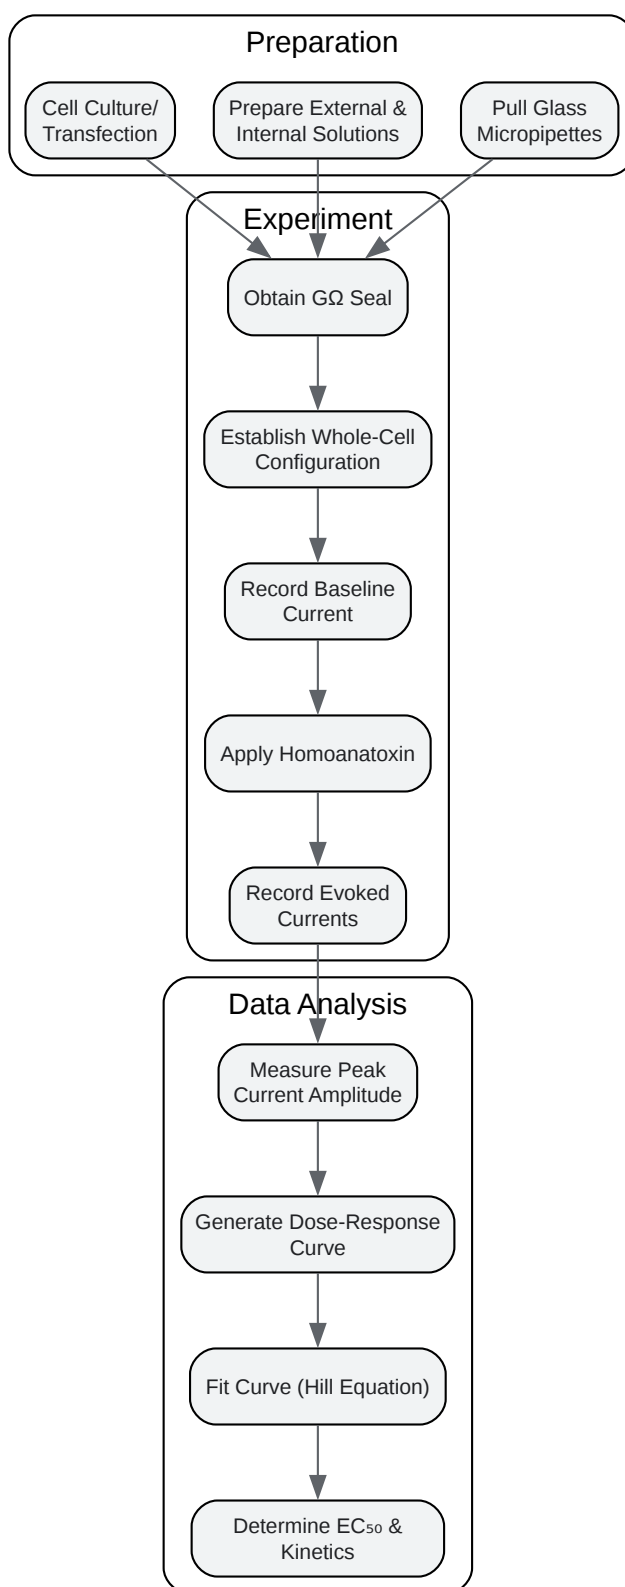 Preparation
Cell Culture/
Transfection
Prepare External &
Internal Solutions
Pull Glass
Micropipettes
Experiment
Obtain GΩ Seal
Establish Whole-Cell
Configuration
Record Baseline
Current
Apply Homoanatoxin
Record Evoked
Currents
Data Analysis
Measure Peak
Current Amplitude
Generate Dose-Response
Curve
Fit Curve (Hill Equation)
Determine EC₅₀ &
Kinetics